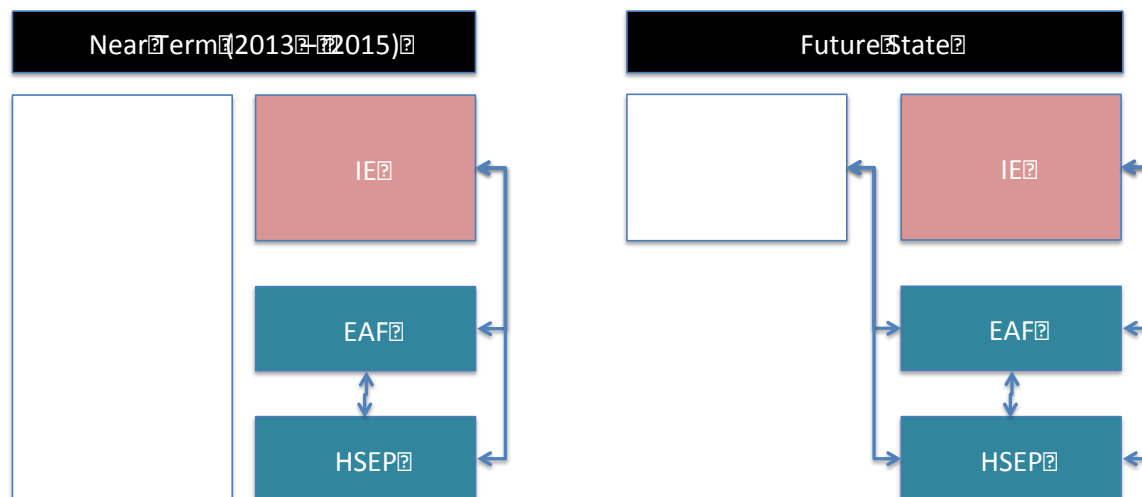 Near Term (2013 – 2015)
Future State
IE
IE
EAF
EAF
HSEP
HSEP